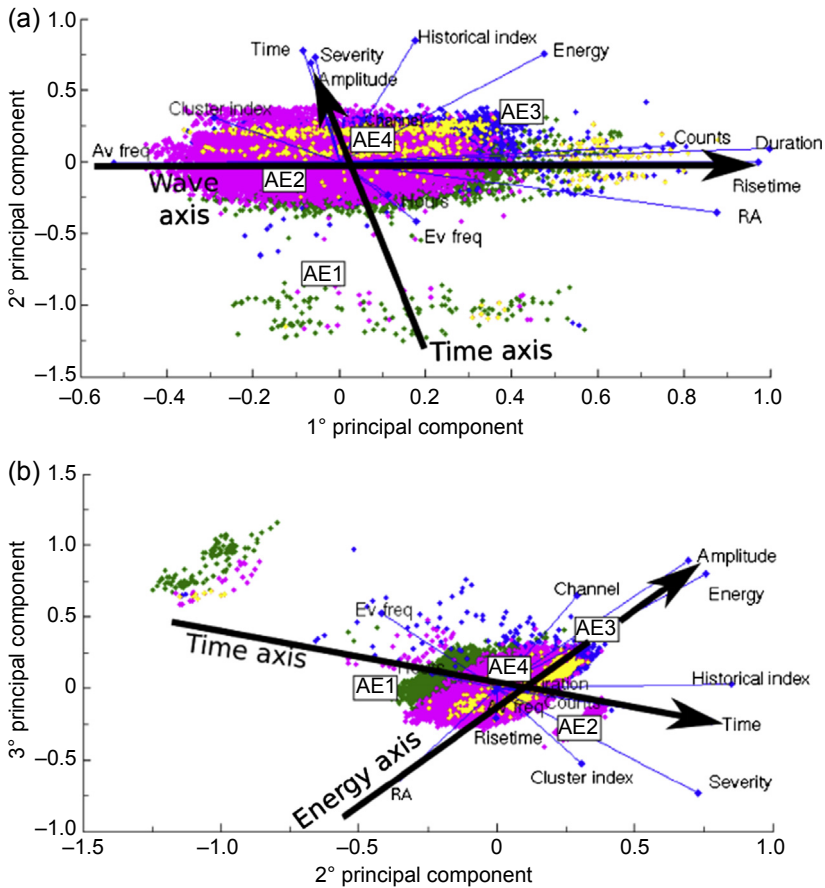 (a)
1.0
0.5
0
–0.5
–1.0
–1.5
2° principal component
Time
Severity
Amplitude
Historical index
Energy
Cluster index
Channel
AE3
AE4
Counts
Duration
Av freq
Wave
axis
AE2
Hours
Risetime
RA
Ev freq
AE1
Time axis
–0.6
–0.4
–0.2
0
0.2
0.4
0.6
0.8
1.0
1° principal component
(b)
1.5
1.0
0.5
0
–0.5
–1.0
3° principal component
Amplitude
Energy
Channel
Ev freq
AE3
Time axis
AE4
AE1
Historical index
Time
AE2
Risetime
Cluster index
Severity
Energy axis
RA
–1.5
–1.0
–0.5
0
0.5
1.0
2° principal component